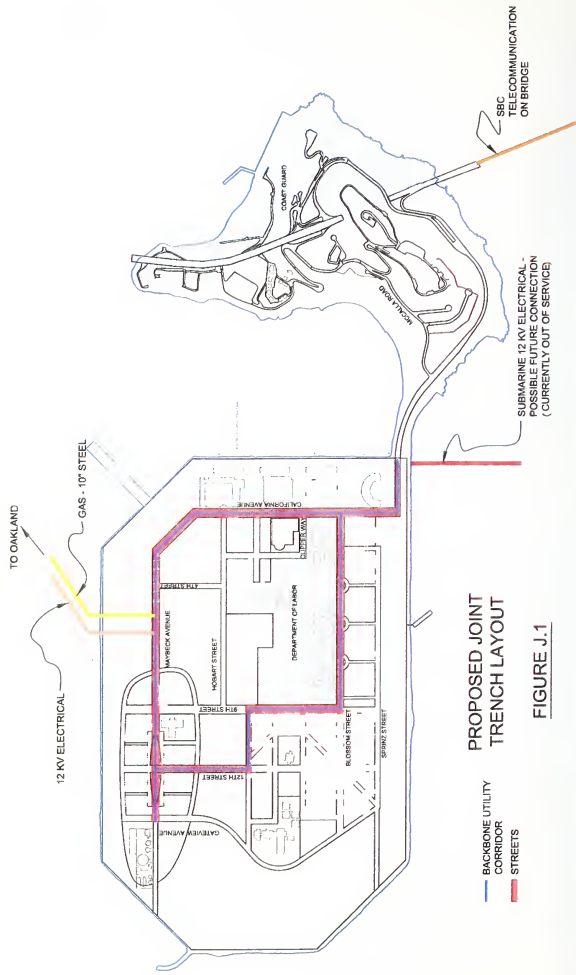 TO OAKLAND
GAS - 10" STEEL
12 KV ELECTRICAL
MAYBECK AVENUE
4TH STREET
CALIFORNIA AVENUE
HOBART STREET
CLIPPER WAY
DEPARTMENT OF LABOR
9TH STREET
12TH STREET
GATEVIEW AVENUE
BLOSSOM STREET
SPRINZ STREET
COAST GUARD
MCCALLA ROAD
SBC
TELECOMMUNICATION
ON BRIDGE
SUBMARINE 12 KV ELECTRICAL -
POSSIBLE FUTURE CONNECTION
( CURRENTLY OUT OF SERVICE)
BACKBONE UTILITY
CORRIDOR
STREETS
PROPOSED JOINT
TRENCH LAYOUT
FIGURE J.1